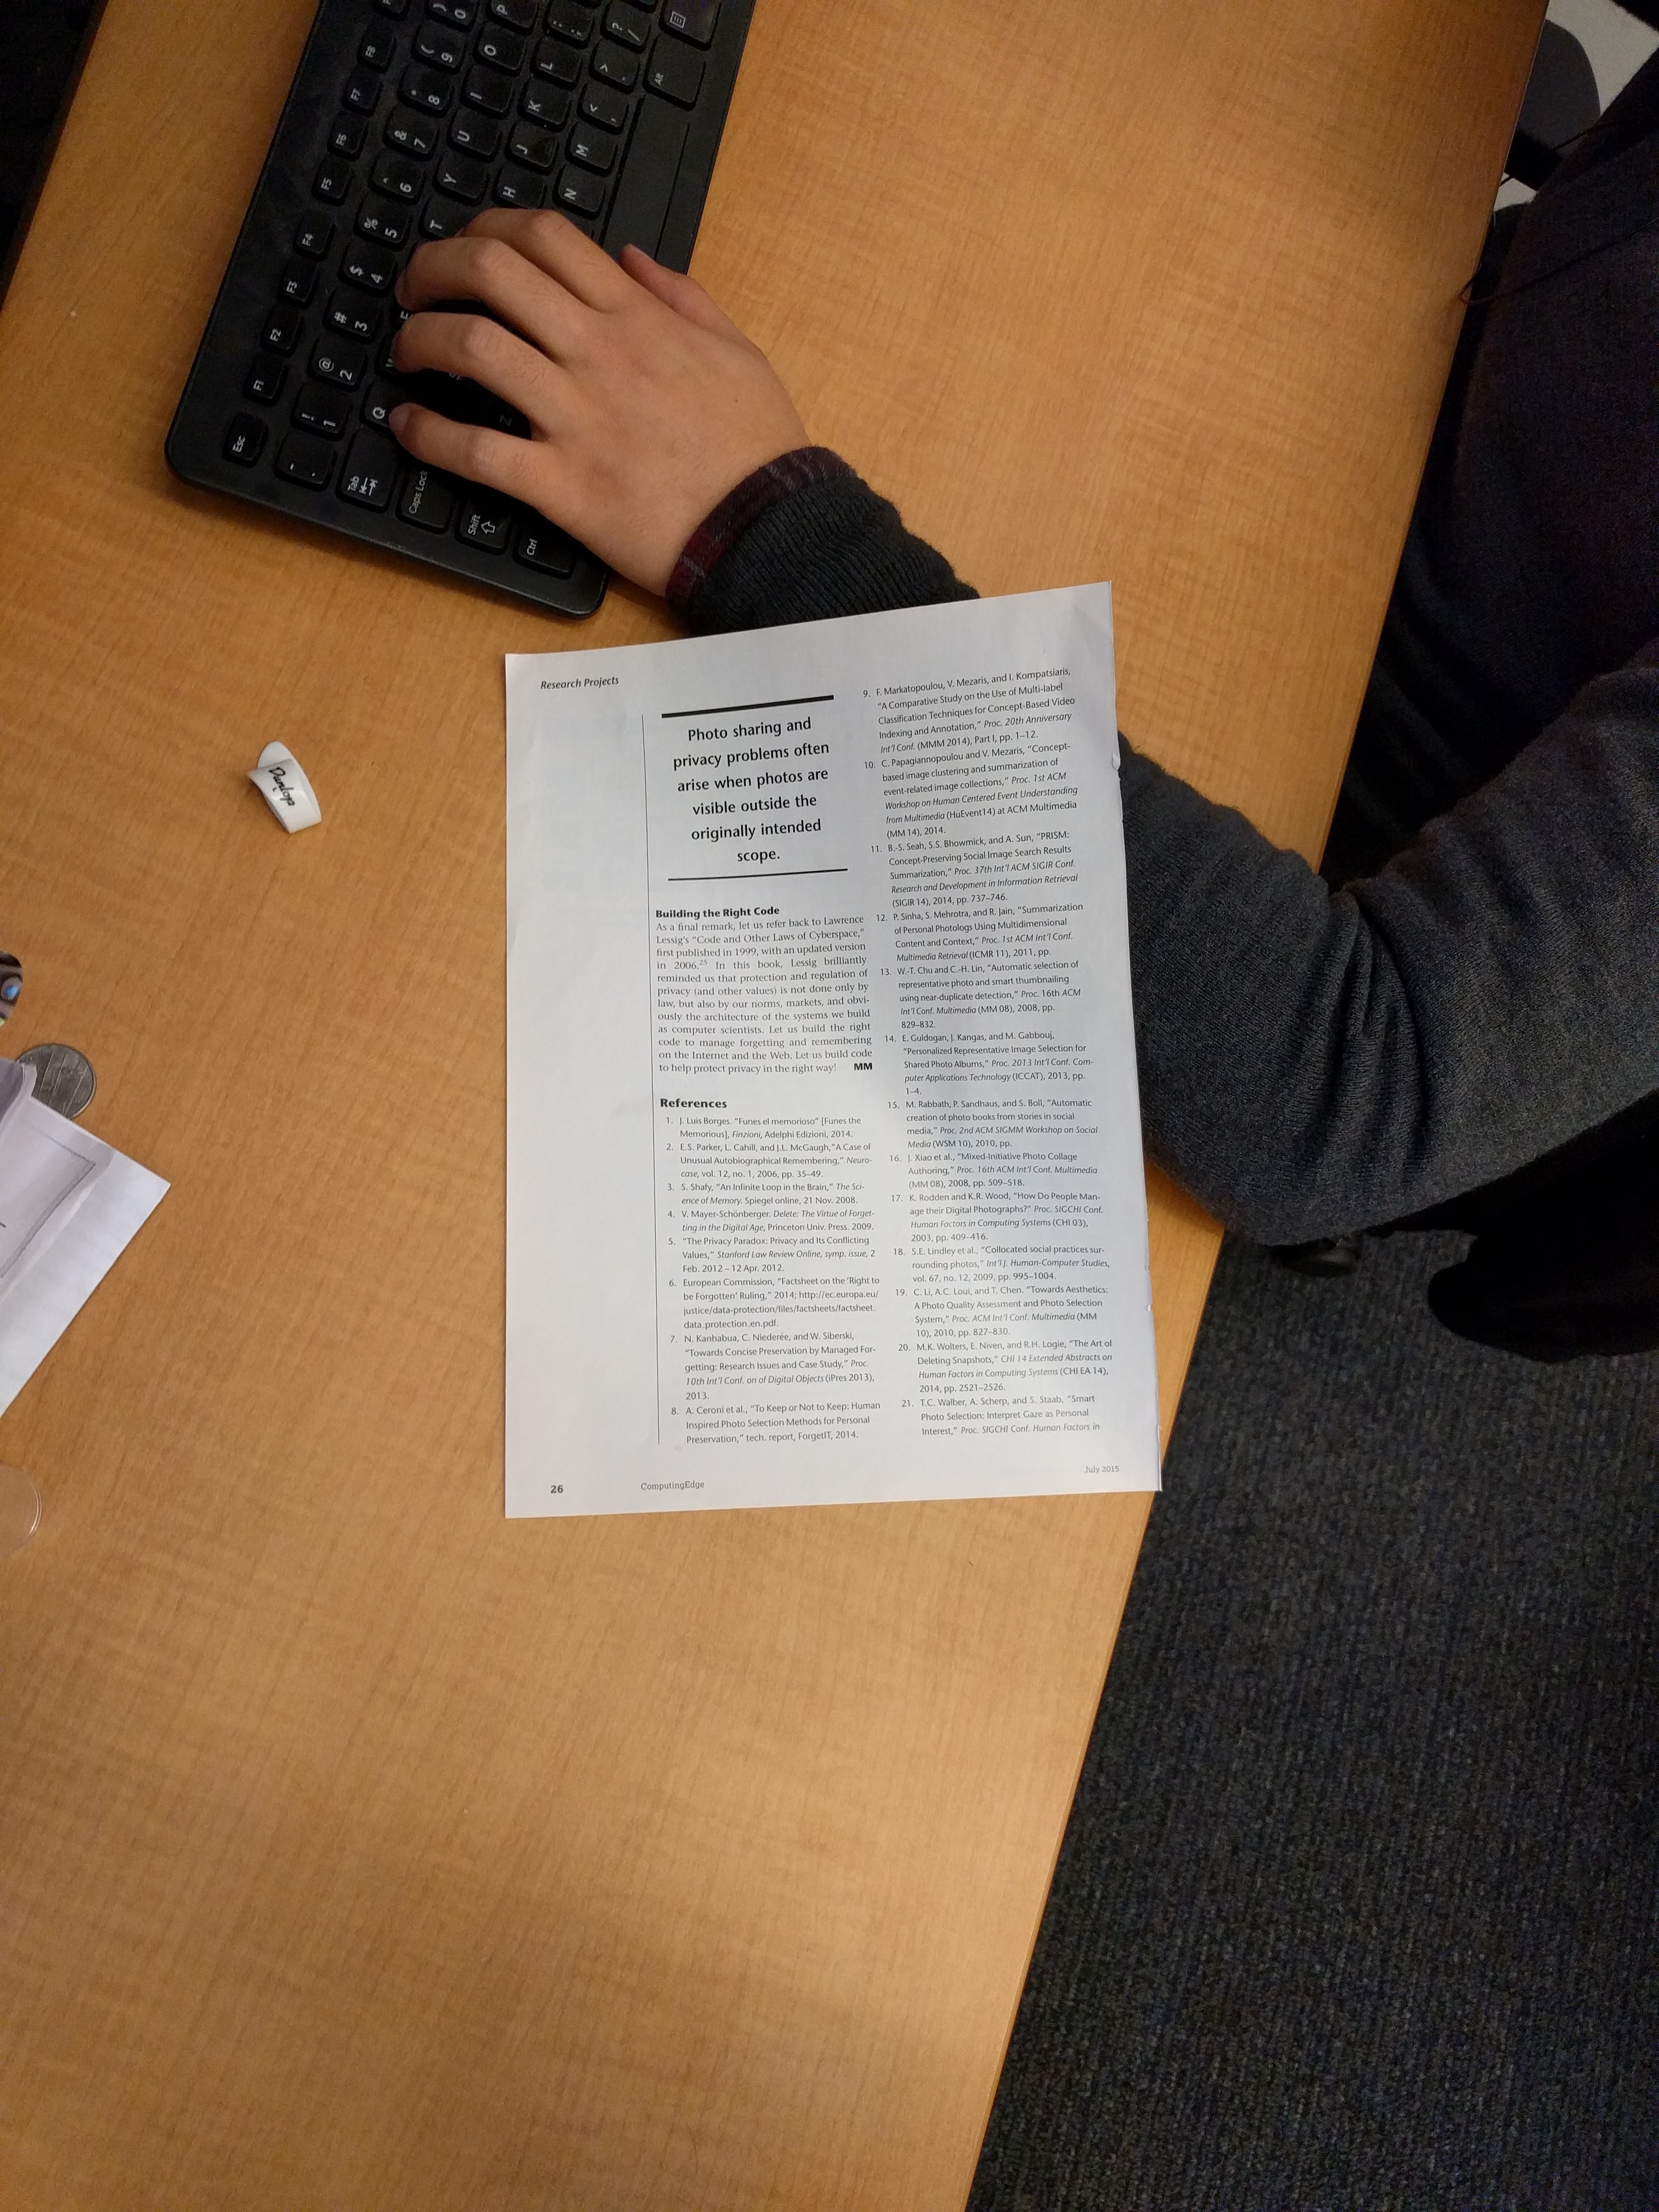 Research Projects
Photo sharing and
privacy problems often
arise when photos are
visible outside the
originally intended
scope.
Building the Right Code
As a final remark, let us refer back to Lawrence
Lessig's "Code and Other Laws of Cyberspace,"
first published in 1999, with an updated version
in 2006.25 In this book, Lessig brilliantly
reminded us that protection and regulation of
privacy (and other values) is not done only by
law, but also by our norms, markets, and obvi-
ously the architecture of the systems we build
as computer scientists. Let us build the right
code to manage forgetting and remembering
on the Internet and the Web. Let us build code
to help protect privacy in the right way! MM
References
1. J. Luis Borges. "Funes el memorioso" [Funes the
Memorious], Finzioni, Adelphi Edizioni, 2014.
2. E.S. Parker, L. Cahill, and J.L. McGaugh,"A Case of
Unusual Autobiographical Remembering," Neuro-
case, vol. 12, no. 1, 2006, pp. 35–49.
3. S. Shafy, "An Infinite Loop in the Brain," The Sci-
ence of Memory. Spiegel online, 21 Nov. 2008.
4. V. Mayer-Schönberger. Delete: The Virtue of Forget-
ting in the Digital Age, Princeton Univ. Press. 2009.
5. "The Privacy Paradox: Privacy and Its Conflicting
Values," Stanford Law Review Online, symp. issue, 2
Feb. 2012–12 Apr. 2012.
6. European Commission, "Factsheet on the 'Right to
be Forgotten' Ruling," 2014; http://ec.europa.eu/
justice/data-protection/files/factsheets/factsheet_
data_protection_en.pdf.
7. N. Kanhabua, C. Niederée, and W. Siberski,
"Towards Concise Preservation by Managed For-
getting: Research Issues and Case Study," Proc.
10th Int'l Conf. on of Digital Objects (iPres 2013),
2013.
8. A. Ceroni et al., "To Keep or Not to Keep: Human
Inspired Photo Selection Methods for Personal
Preservation," tech. report, ForgetIT, 2014.
9. F. Markatopoulou, V. Mezaris, and I. Kompatsiaris,
"A Comparative Study on the Use of Multi-label
Classification Techniques for Concept-Based Video
Indexing and Annotation," Proc. 20th Anniversary
Int'l Conf. (MMM 2014), Part I, pp. 1–12.
10. C. Papagiannopoulou and V. Mezaris, "Concept-
based image clustering and summarization of
event-related image collections," Proc. 1st ACM
Workshop on Human Centered Event Understanding
from Multimedia (HuEvent14) at ACM Multimedia
(MM 14), 2014.
11. B.-S. Seah, S.S. Bhowmick, and A. Sun, "PRISM:
Concept-Preserving Social Image Search Results
Summarization," Proc. 37th Int'l ACM SIGIR Conf.
Research and Development in Information Retrieval
(SIGIR 14), 2014, pp. 737–746.
12. P. Sinha, S. Mehrotra, and R. Jain, "Summarization
of Personal Photologs Using Multidimensional
Content and Context," Proc. 1st ACM Int'l Conf.
Multimedia Retrieval (ICMR 11), 2011, pp.
13. W.-T. Chu and C.-H. Lin, "Automatic selection of
representative photo and smart thumbnailing
using near-duplicate detection," Proc. 16th ACM
Int'l Conf. Multimedia (MM 08), 2008, pp.
829–832.
14. E. Guldogan, J. Kangas, and M. Gabbouj,
"Personalized Representative Image Selection for
Shared Photo Albums," Proc. 2013 Int'l Conf. Com-
puter Applications Technology (ICCAT), 2013, pp.
1–4.
15. M. Rabbath, P. Sandhaus, and S. Boll, "Automatic
creation of photo books from stories in social
media," Proc. 2nd ACM SIGMM Workshop on Social
Media (WSM 10), 2010, pp.
16. J. Xiao et al., "Mixed-Initiative Photo Collage
Authoring," Proc. 16th ACM Int'l Conf. Multimedia
(MM 08), 2008, pp. 509–518.
17. K. Rodden and K.R. Wood, "How Do People Man-
age their Digital Photographs?" Proc. SIGCHI Conf.
Human Factors in Computing Systems (CHI 03),
2003, pp. 409–416.
18. S.E. Lindley et al., "Collocated social practices sur-
rounding photos," Int'l J. Human-Computer Studies,
vol. 67, no. 12, 2009, pp. 995–1004.
19. C. Li, A.C. Loui, and T. Chen. "Towards Aesthetics:
A Photo Quality Assessment and Photo Selection
System," Proc. ACM Int'l Conf. Multimedia (MM
10), 2010, pp. 827–830.
20. M.K. Wolters, E. Niven, and R.H. Logie, "The Art of
Deleting Snapshots," CHI 14 Extended Abstracts on
Human Factors in Computing Systems (CHI EA 14),
2014, pp. 2521–2526.
21. T.C. Walber, A. Scherp, and S. Staab, "Smart
Photo Selection: Interpret Gaze as Personal
Interest," Proc. SIGCHI Conf. Human Factors in
26
ComputingEdge
July 2015
Dunlop
Esc F1 F2 F3 F4 F5 F6 F7 F8
! 1 @ 2 # 3 $ 4 % 5 ^ 6 & 7 * 8 ( 9 ) 0
Tab Q T Y U I O P
Caps Lock H J K L
Shift Z N M < , > . ? /
Ctrl Alt